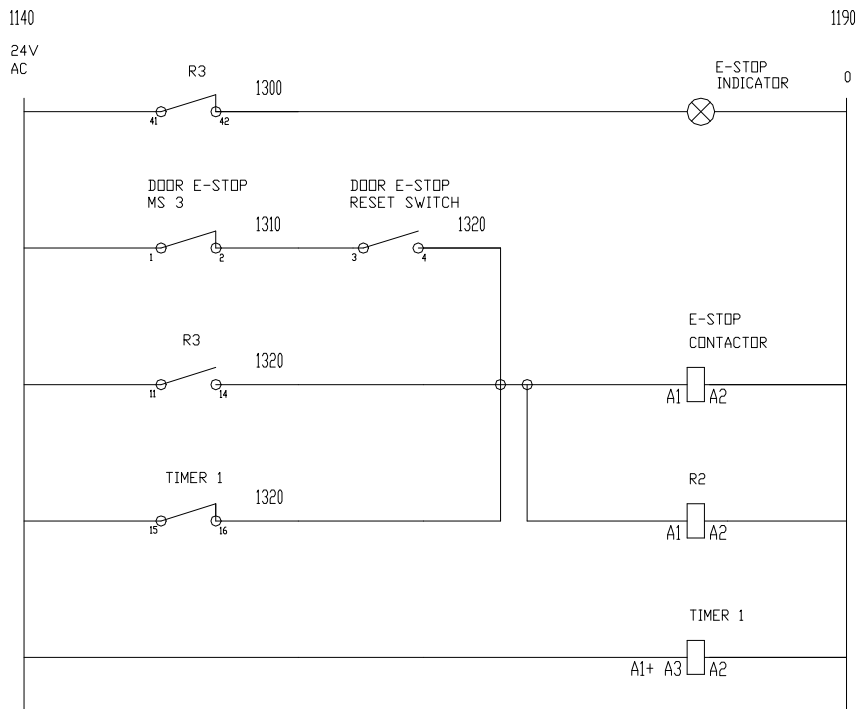 1140
1190
24V
AC
R3
1300
E-STOP
INDICATOR
0
41
42
DOOR E-STOP
MS 3
1310
DOOR E-STOP
RESET SWITCH
1320
1
2
3
4
R3
1320
E-STOP
CONTACTOR
11
14
A1
A2
TIMER 1
1320
R2
15
16
A1
A2
TIMER 1
A1+ A3
A2